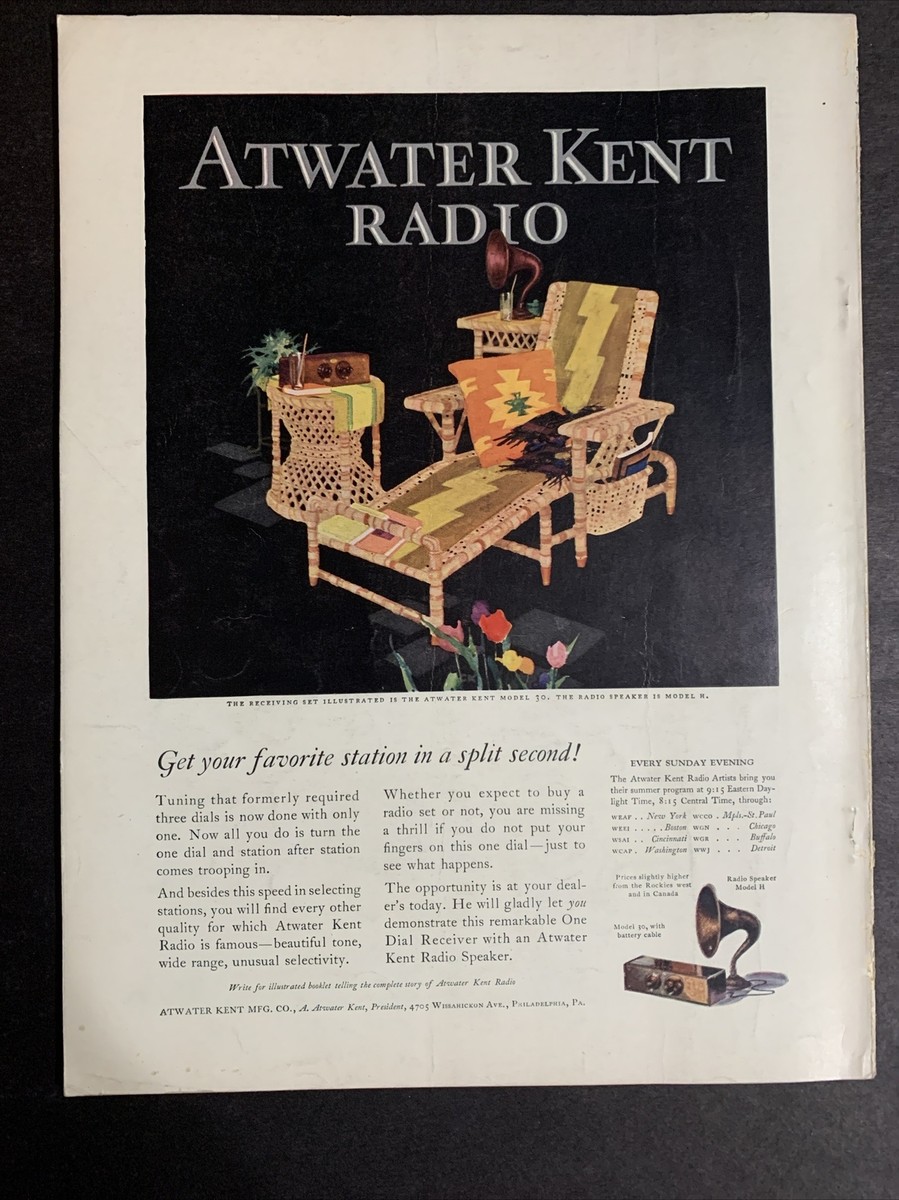 ATWATER KENT
RADIO
THE RECEIVING SET ILLUSTRATED IS THE ATWATER KENT MODEL 30. THE RADIO SPEAKER IS MODEL H.
Get your favorite station in a split second!
Tuning that formerly required
three dials is now done with only
one. Now all you do is turn the
one dial and station after station
comes trooping in.
And besides this speed in selecting
stations, you will find every other
quality for which Atwater Kent
Radio is famous—beautiful tone,
wide range, unusual selectivity.
Whether you expect to buy a
radio set or not, you are missing
a thrill if you do not put your
fingers on this one dial—just to
see what happens.
The opportunity is at your deal-
er's today. He will gladly let you
demonstrate this remarkable One
Dial Receiver with an Atwater
Kent Radio Speaker.
Write for illustrated booklet telling the complete story of Atwater Kent Radio
ATWATER KENT MFG. CO., A. Atwater Kent, President, 4705 WISSAHICKON AVE., PHILADELPHIA, PA.
EVERY SUNDAY EVENING
The Atwater Kent Radio Artists bring you
their summer program at 9:15 Eastern Day-
light Time, 8:15 Central Time, through:
WEAF . . New York WCCO . Mpls.-St. Paul
WEEI . . . . . Boston WGN . . . Chicago
WSAI . . Cincinnati WGR . . . Buffalo
WCAP . Washington WWJ . . . Detroit
Prices slightly higher
from the Rockies west
and in Canada
Radio Speaker
Model H
Model 30, with
battery cable